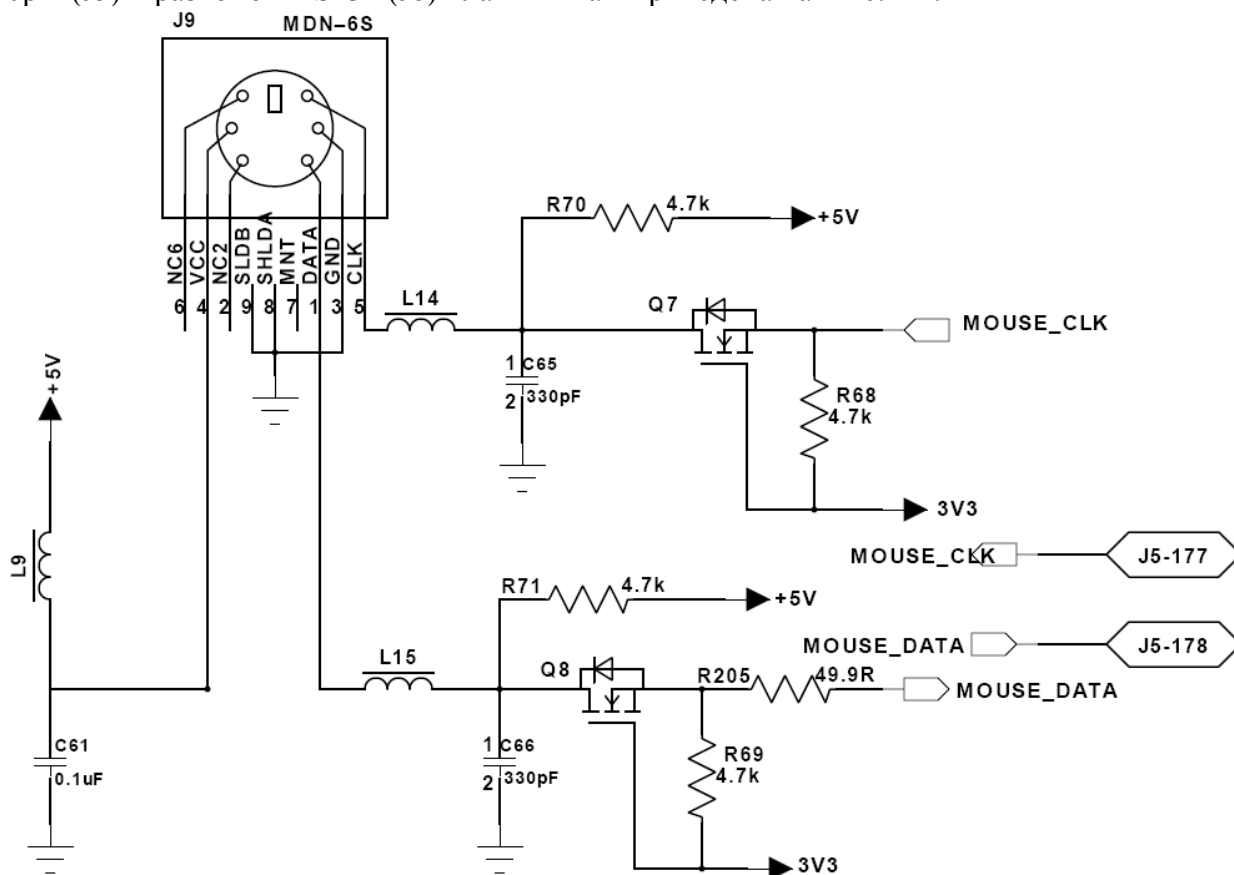 J9 MDN–6S
NC6
VCC
NC2
SLDB
SHLDA
MNT
DATA
GND
CLK
6 4 2 9 8 7 1 3 5
R70 4.7k
+5V
L14
Q7
MOUSE_CLK
1 C65
2 330pF
R68
4.7k
3V3
+5V
L9
C61
0.1uF
MOUSE_CLK J5-177
MOUSE_DATA J5-178
R71 4.7k
+5V
L15
Q8
R205 49.9R
MOUSE_DATA
1 C66
2 330pF
R69
4.7k
3V3